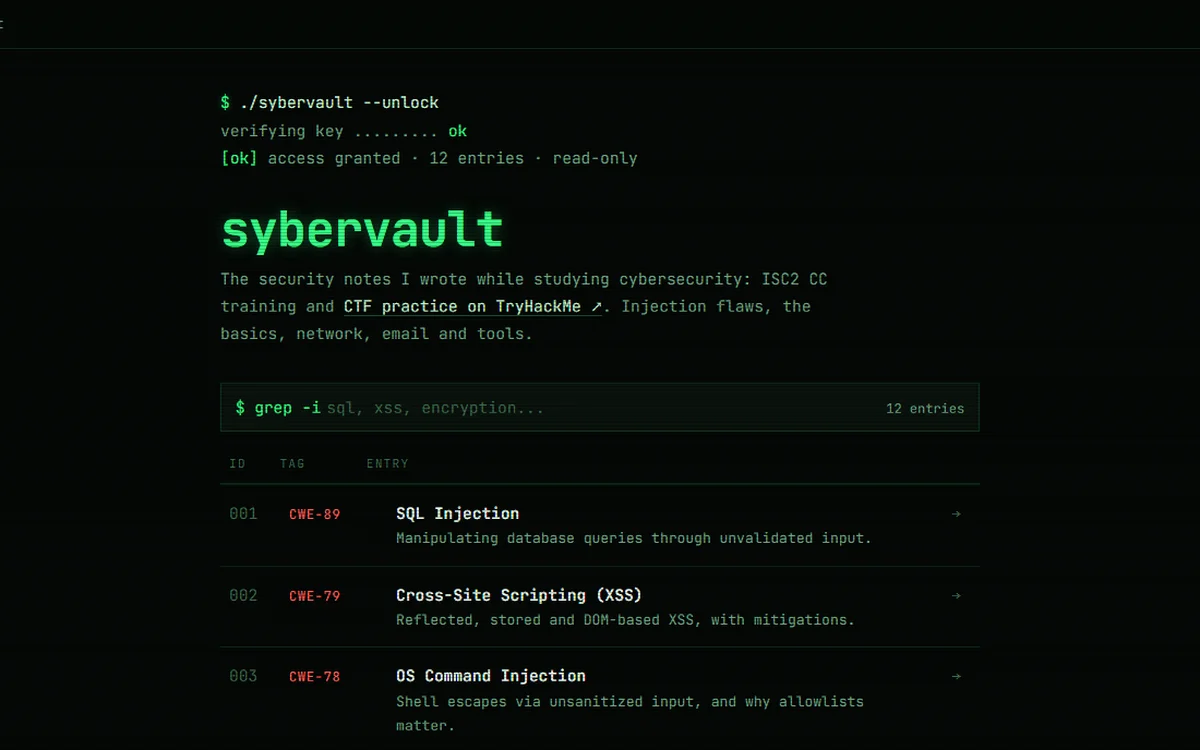 $ ./sybervault --unlock
verifying key ......... ok
[ok] access granted · 12 entries · read-only
sybervault
The security notes I wrote while studying cybersecurity: ISC2 CC
training and CTF practice on TryHackMe ↗. Injection flaws, the
basics, network, email and tools.
$ grep -i sql, xss, encryption... 12 entries
ID TAG ENTRY
001 CWE-89 SQL Injection →
Manipulating database queries through unvalidated input.
002 CWE-79 Cross-Site Scripting (XSS) →
Reflected, stored and DOM-based XSS, with mitigations.
003 CWE-78 OS Command Injection →
Shell escapes via unsanitized input, and why allowlists
matter.